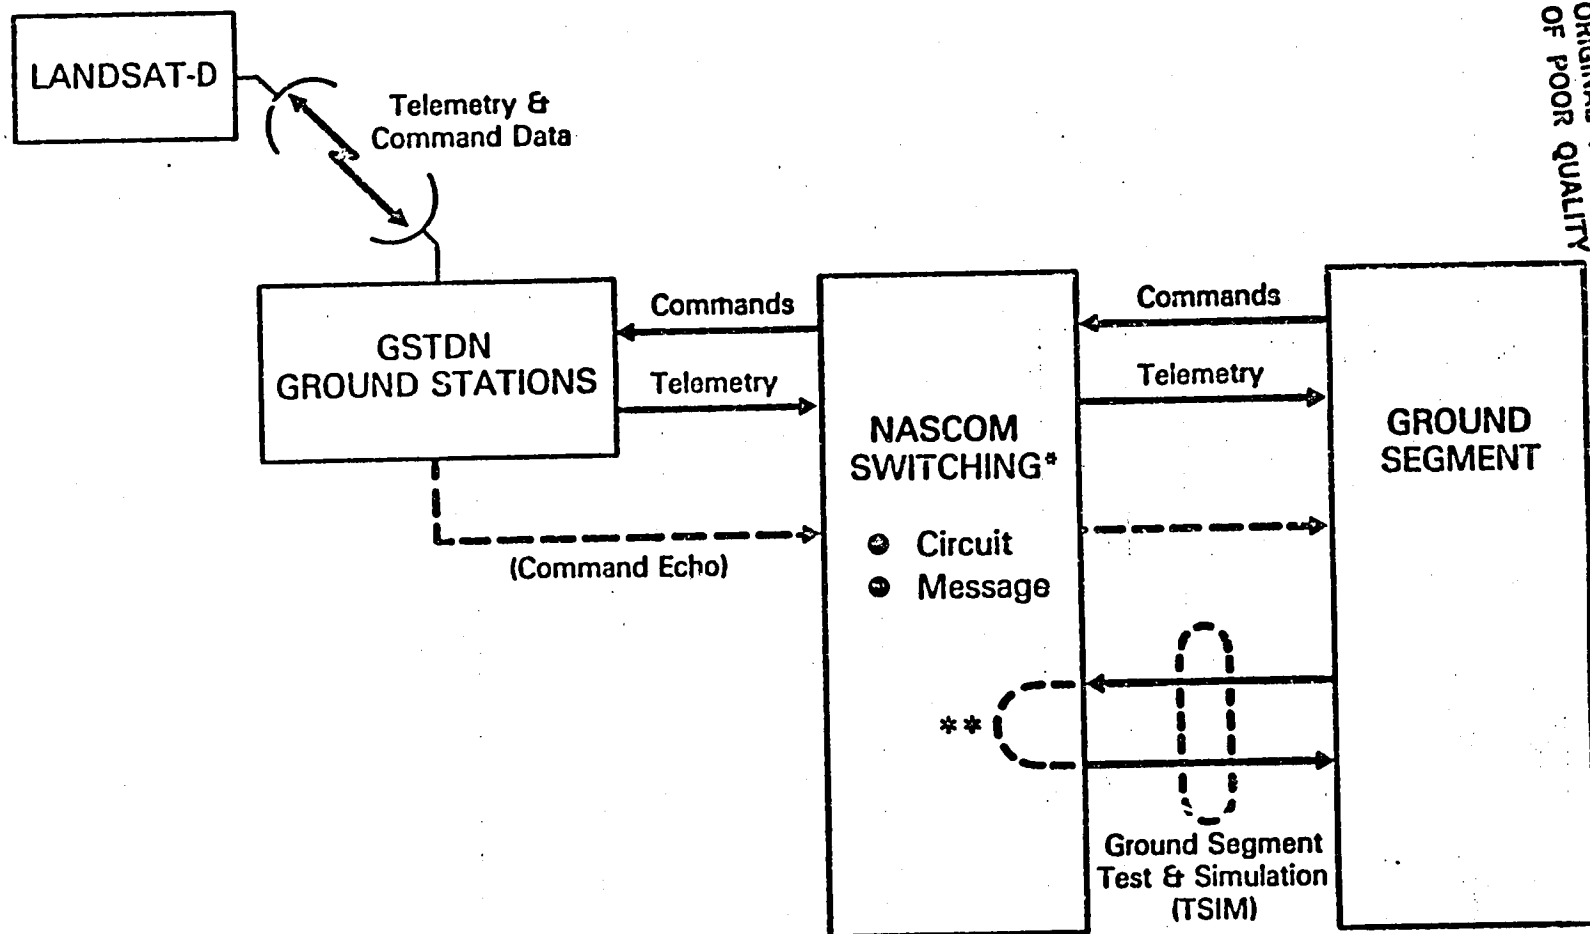 ORIGINAL
OF POOR QUALITY
LANDSAT-D
Telemetry &
Command Data
GSTDN
GROUND STATIONS
Commands
Telemetry
(Command Echo)
NASCOM
SWITCHING*
● Circuit
● Message
**
Commands
Telemetry
GROUND
SEGMENT
Ground Segment
Test & Simulation
(TSIM)